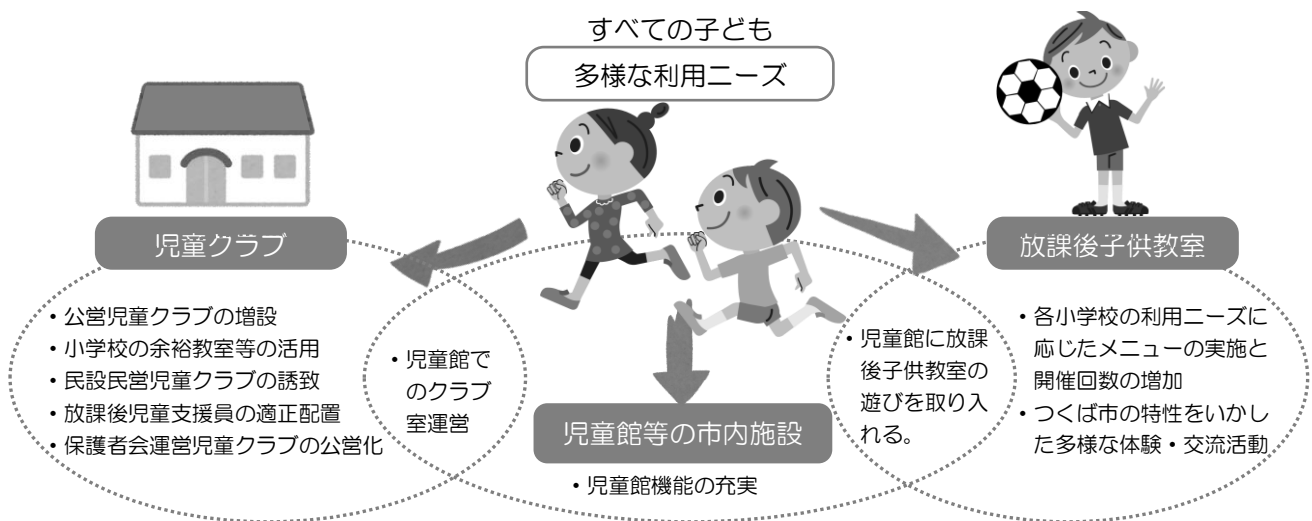 すべての子ども
多様な利用ニーズ
児童クラブ
・公営児童クラブの増設
・小学校の余裕教室等の活用
・民設民営児童クラブの誘致
・放課後児童支援員の適正配置
・保護者会運営児童クラブの公営化
・児童館で
のクラブ
室運営
児童館等の市内施設
・児童館機能の充実
・児童館に放課
後子供教室の
遊びを取り入
れる。
放課後子供教室
・各小学校の利用ニーズに
応じたメニューの実施と
開催回数の増加
・つくば市の特性をいかし
た多様な体験・交流活動